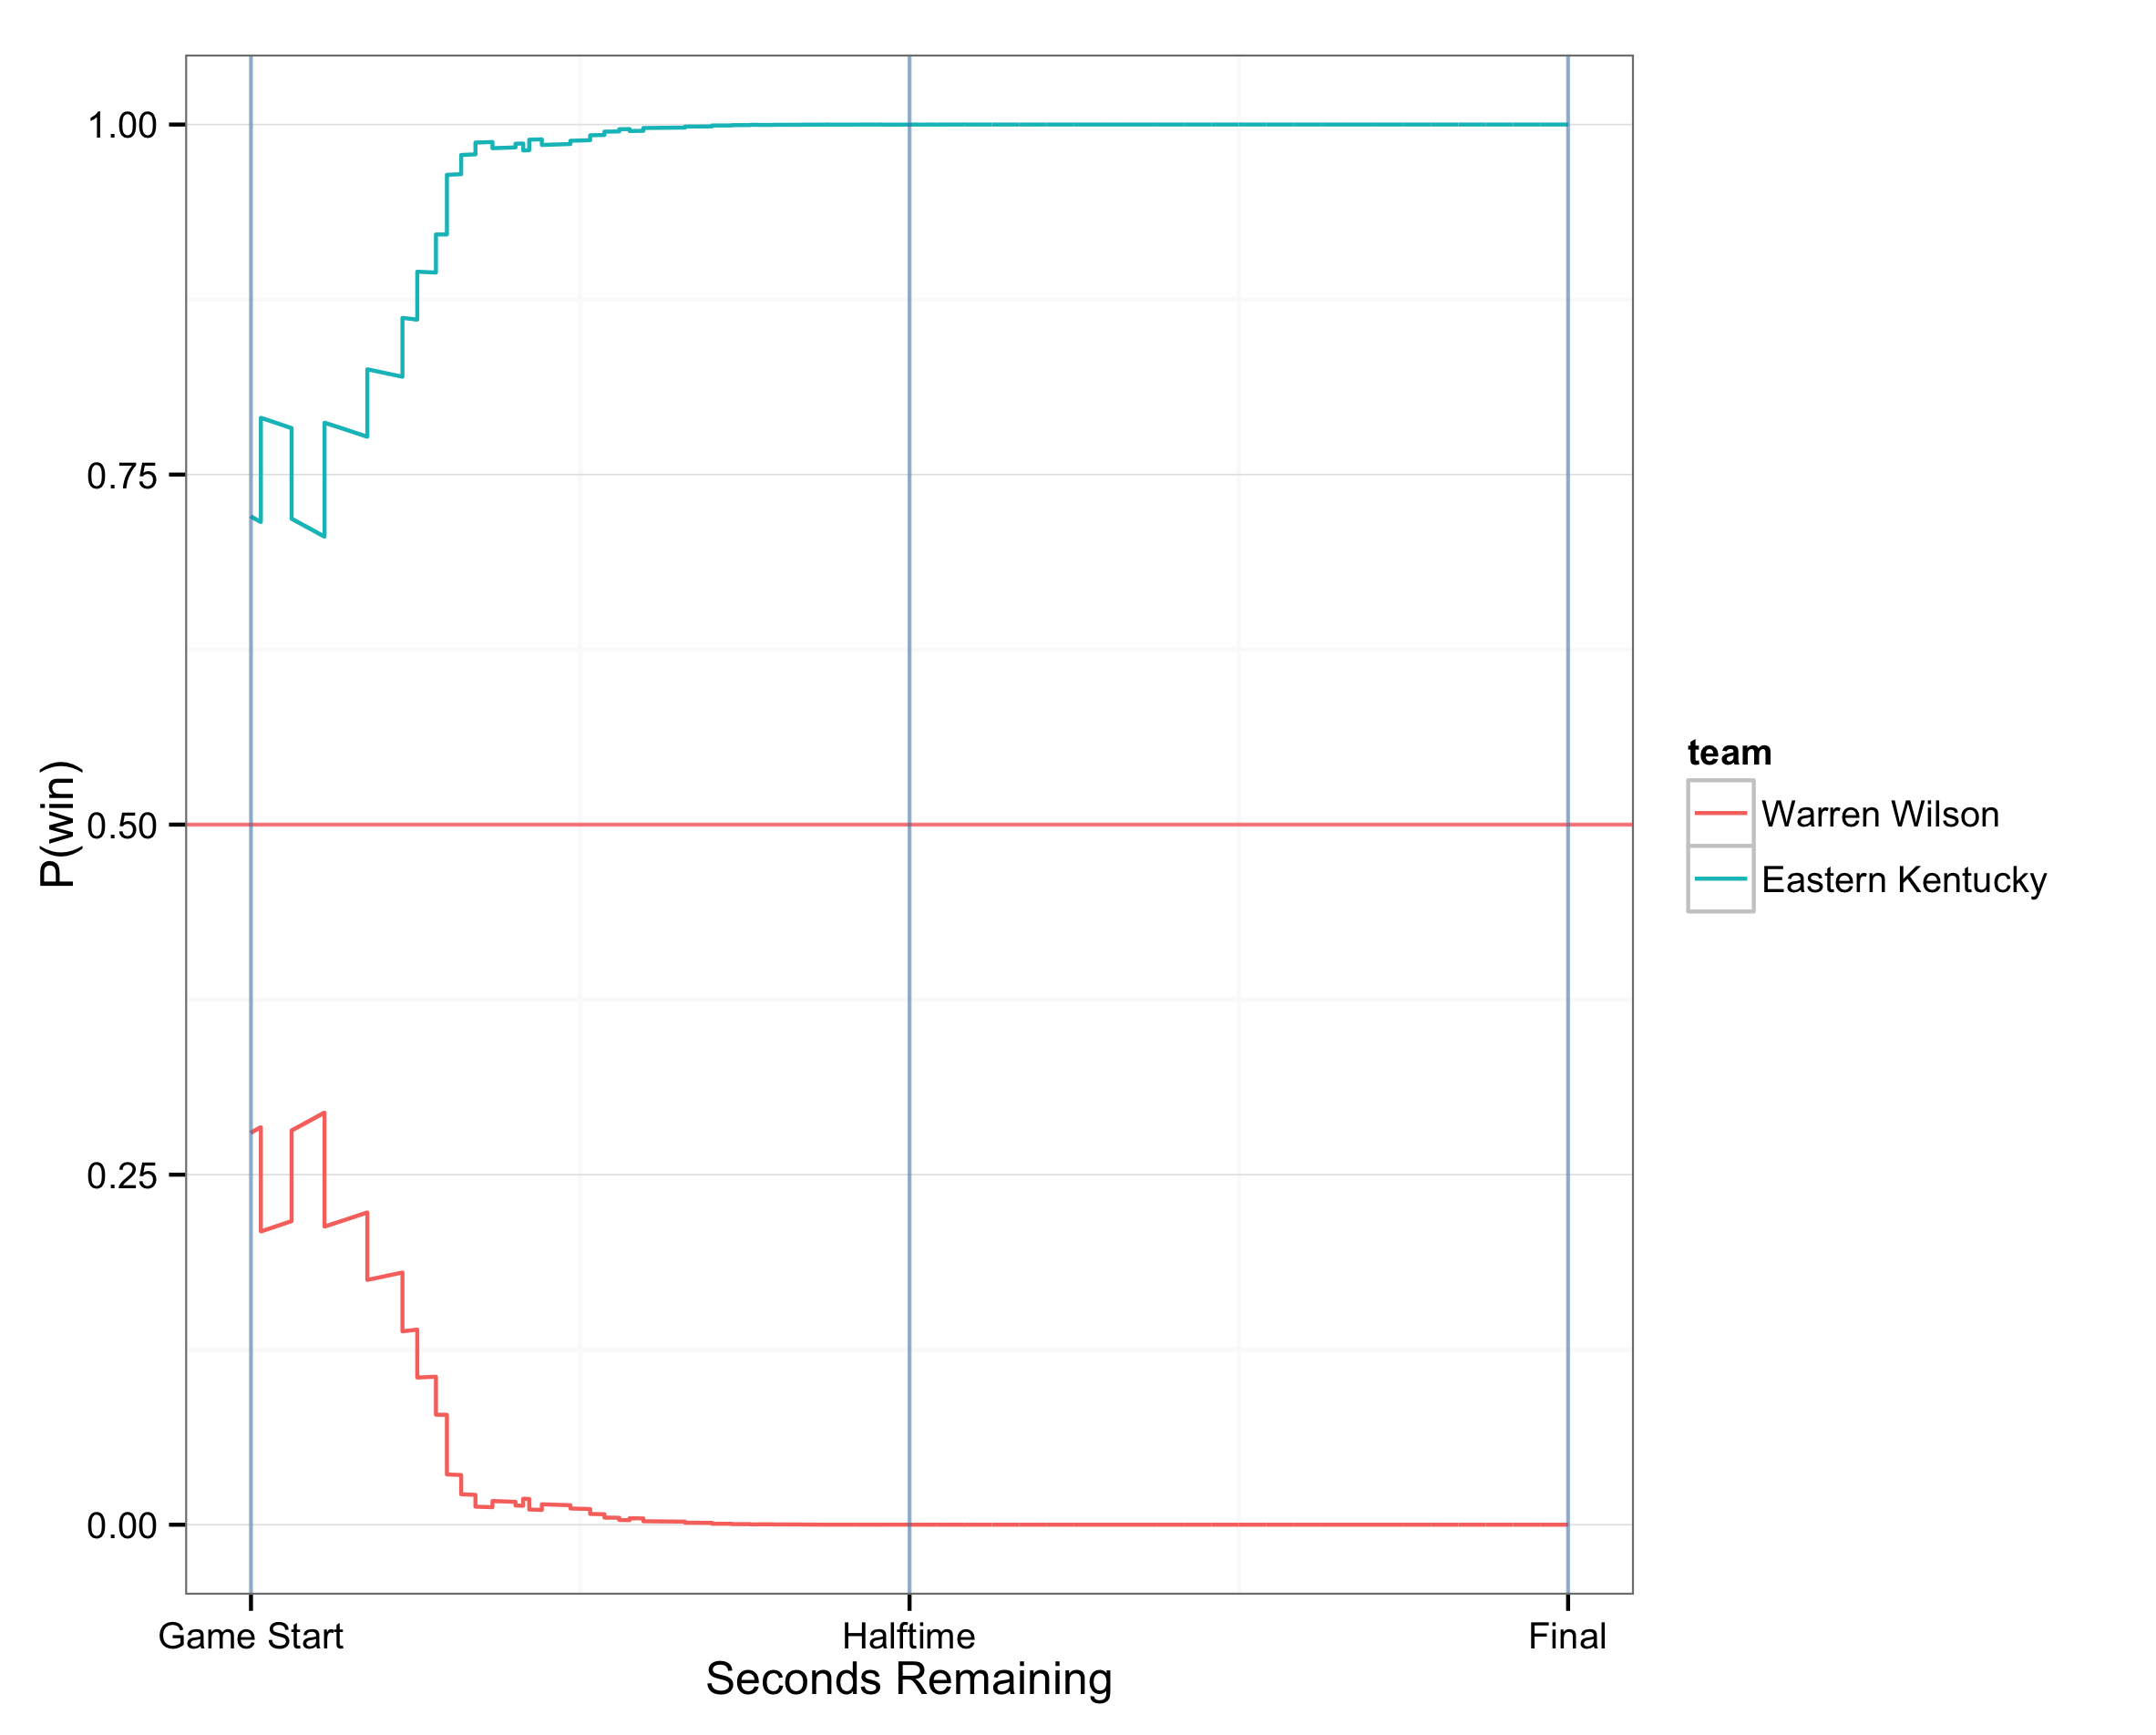 1.00
0.75
0.50
0.25
0.00
P(win)
Game Start
Halftime
Final
Seconds Remaining
team
Warren Wilson
Eastern Kentucky